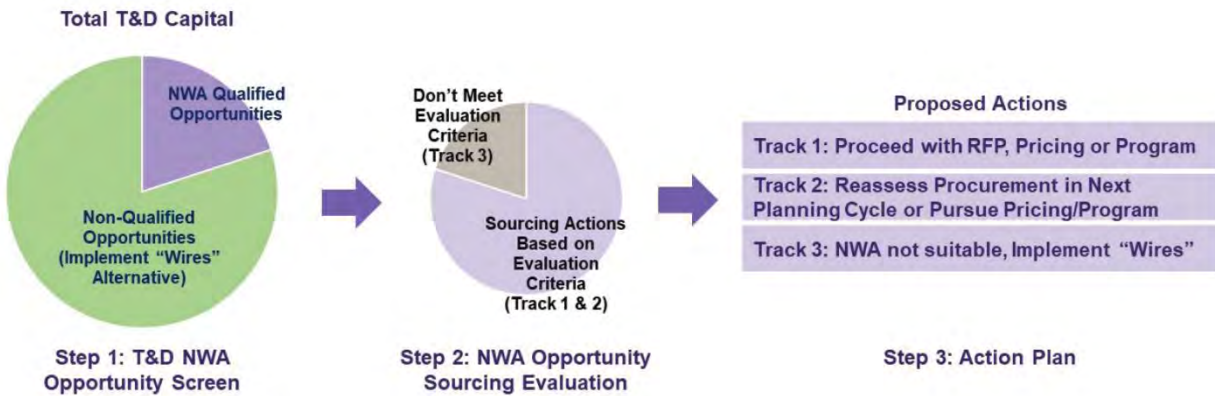 Total T&D Capital
NWA Qualified
Opportunities
Non-Qualified
Opportunities
(Implement “Wires”
Alternative)
Step 1: T&D NWA
Opportunity Screen
Don’t Meet
Evaluation
Criteria
(Track 3)
Sourcing Actions
Based on
Evaluation
Criteria
(Track 1 & 2)
Step 2: NWA Opportunity
Sourcing Evaluation
Proposed Actions
Track 1: Proceed with RFP, Pricing or Program
Track 2: Reassess Procurement in Next
Planning Cycle or Pursue Pricing/Program
Track 3: NWA not suitable, Implement “Wires”
Step 3: Action Plan